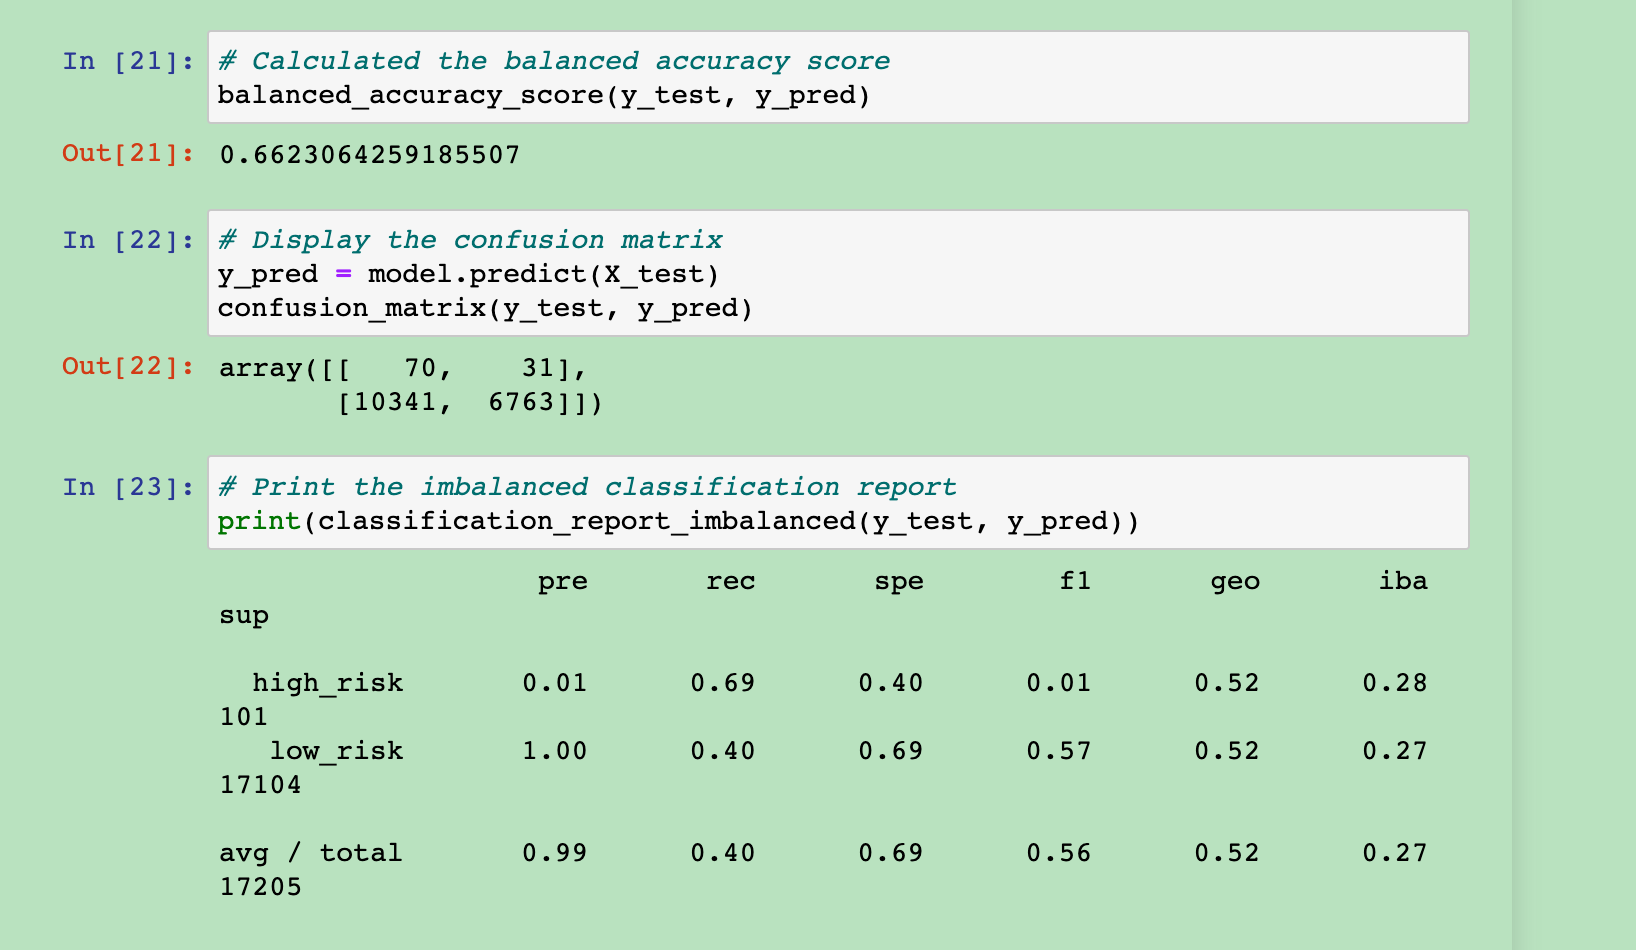 In [21]: # Calculated the balanced accuracy score
balanced_accuracy_score(y_test, y_pred)
Out[21]: 0.6623064259185507
In [22]: # Display the confusion matrix
y_pred = model.predict(X_test)
confusion_matrix(y_test, y_pred)
Out[22]: array([[   70,    31],
       [10341,  6763]])
In [23]: # Print the imbalanced classification report
print(classification_report_imbalanced(y_test, y_pred))
                   pre       rec       spe        f1       geo       iba
sup
  high_risk       0.01      0.69      0.40      0.01      0.52      0.28
101
   low_risk       1.00      0.40      0.69      0.57      0.52      0.27
17104
avg / total       0.99      0.40      0.69      0.56      0.52      0.27
17205